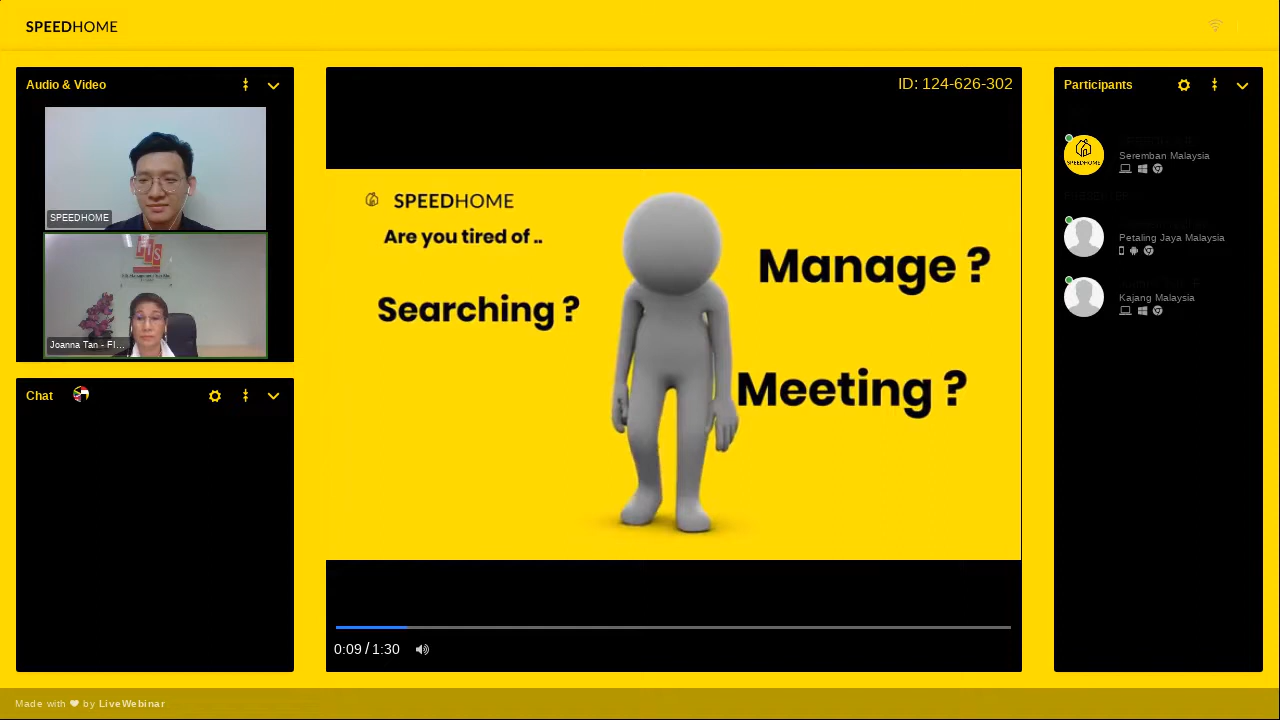 SPEEDHOME
Audio & Video
SPEEDHOME
Joanna Tan - FI...
Chat
ID: 124-626-302
SPEEDHOME
Are you tired of ..
Searching ?
Manage ?
Meeting ?
0:09 / 1:30
Participants
SPEEDHOME
Seremban Malaysia
Petaling Jaya Malaysia
Kajang Malaysia
Made with by LiveWebinar